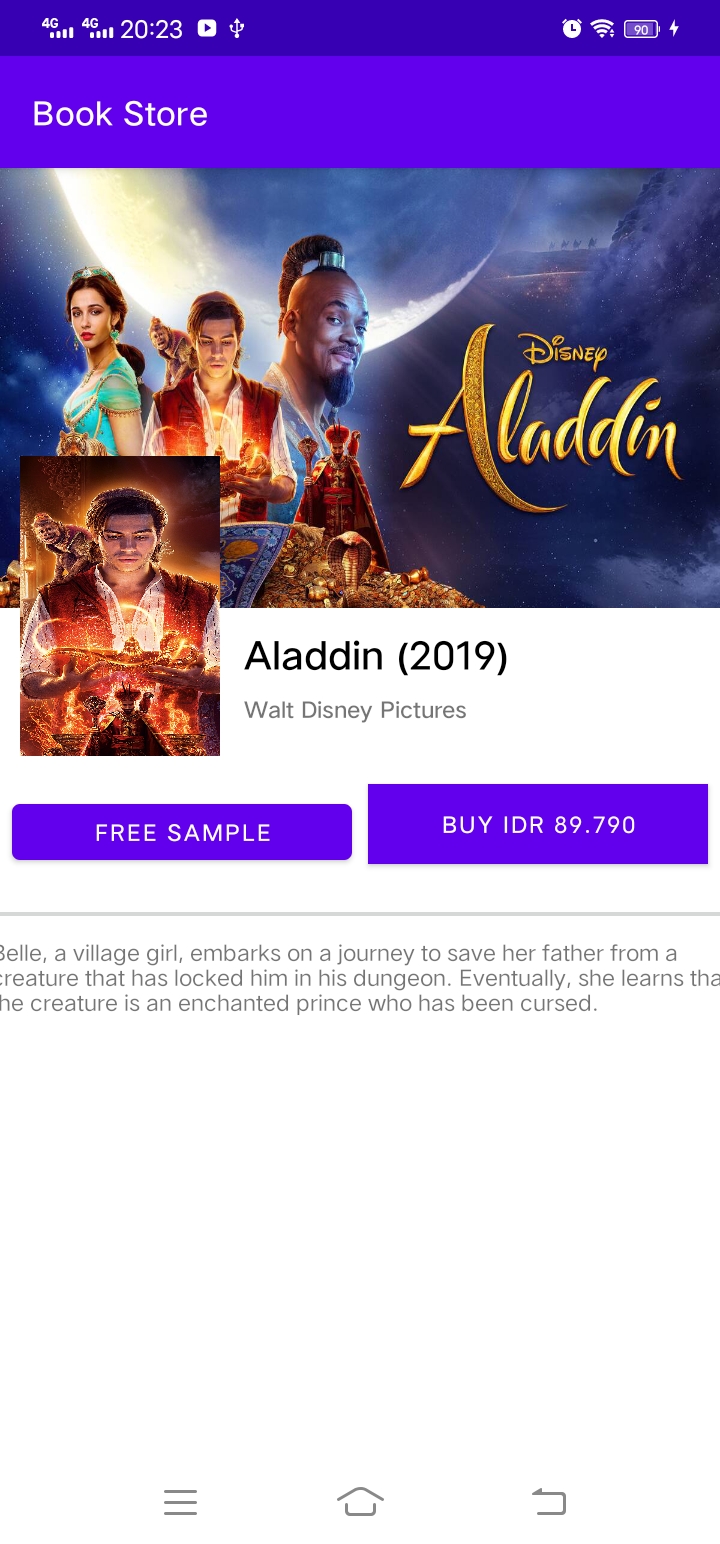 4G 4G 20:23 90
Book Store
Disney
Aladdin
Aladdin (2019)
Walt Disney Pictures
FREE SAMPLE
BUY IDR 89.790
Belle, a village girl, embarks on a journey to save her father from a
creature that has locked him in his dungeon. Eventually, she learns tha
he creature is an enchanted prince who has been cursed.